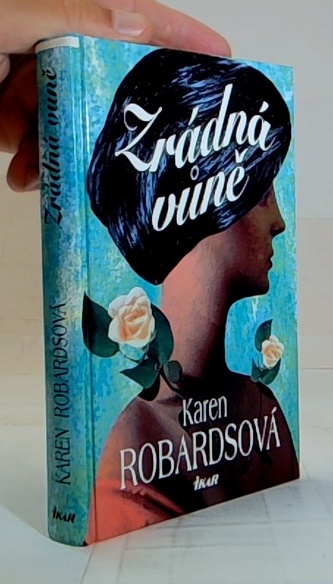 Zrádná
vůně
Karen
ROBARDSOVÁ
IKAR
Zrádná vůně
KAREN ROBARDSOVÁ
IKAR